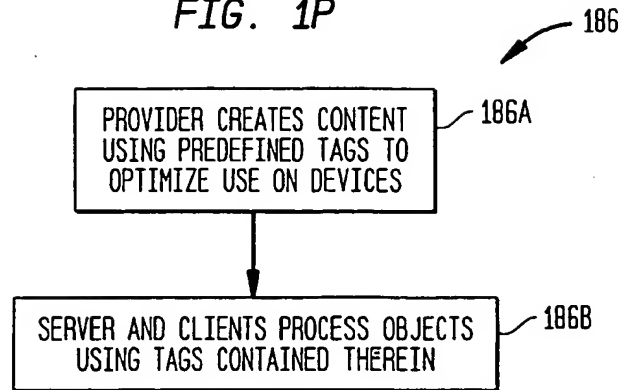 FIG. 1P
186
PROVIDER CREATES CONTENT
USING PREDEFINED TAGS TO
OPTIMIZE USE ON DEVICES
186A
SERVER AND CLIENTS PROCESS OBJECTS
USING TAGS CONTAINED THEREIN
186B